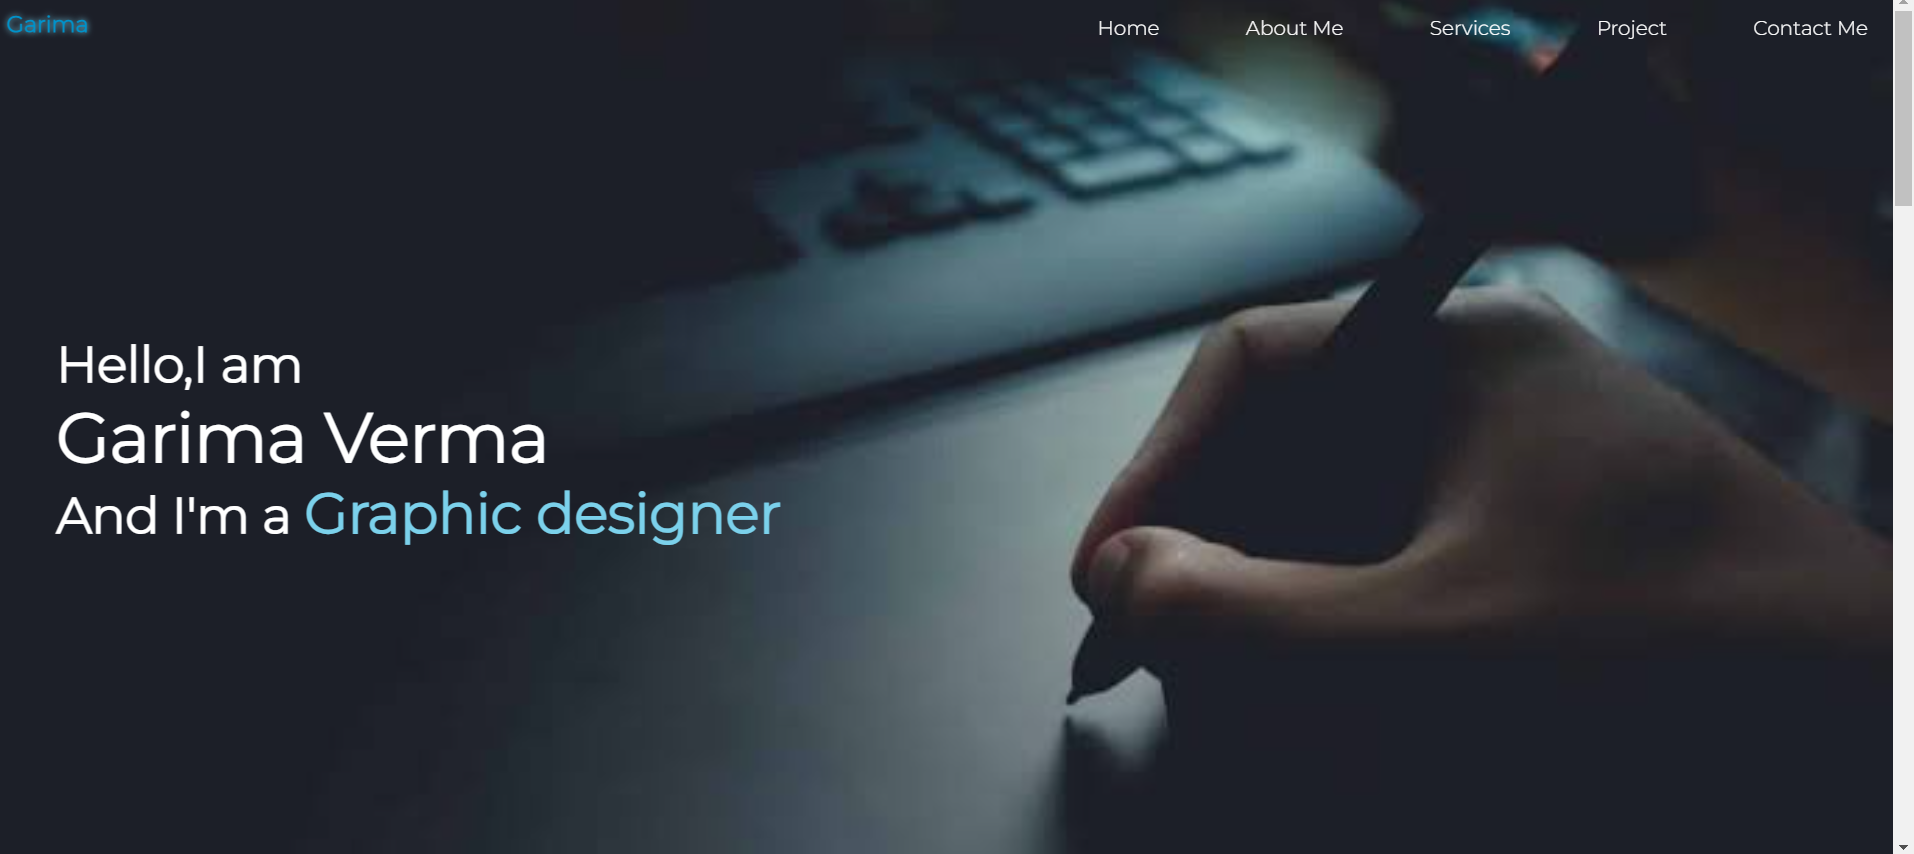 Garima
Home About Me Services Project Contact Me
Hello,I am
Garima Verma
And I'm a Graphic designer